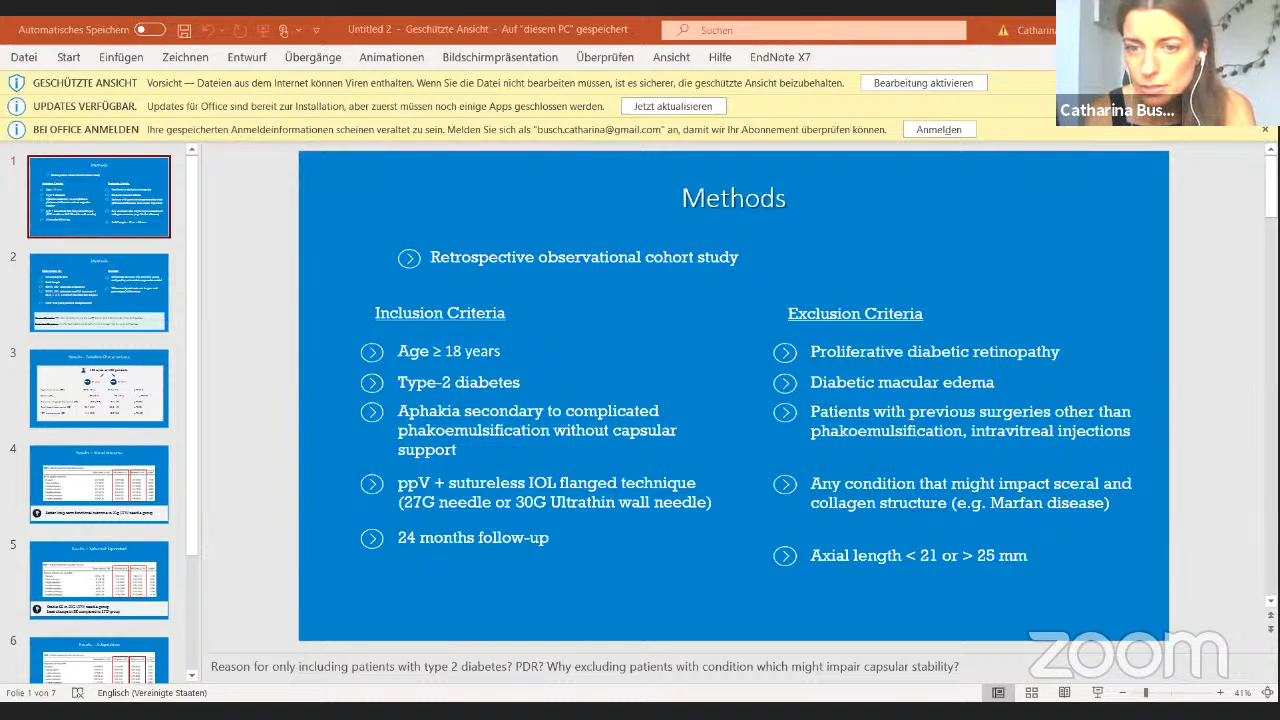 Automatisches Speichern
Untitled 2 - Geschützte Ansicht - Auf "diesem PC" gespeichert
Suchen
Catharina
Datei Start Einfügen Zeichnen Entwurf Übergänge Animationen Bildschirmpräsentation Überprüfen Ansicht Hilfe EndNote X7
GESCHÜTZTE ANSICHT Vorsicht — Dateien aus dem Internet können Viren enthalten. Wenn Sie die Datei nicht bearbeiten müssen, ist es sicherer, die geschützte Ansicht beizubehalten. Bearbeitung aktivieren
UPDATES VERFÜGBAR. Updates für Office sind bereit zur Installation, aber zuerst müssen noch einige Apps geschlossen werden. Jetzt aktualisieren
Catharina Bus...
BEI OFFICE ANMELDEN Ihre gespeicherten Anmeldeinformationen scheinen veraltet zu sein. Melden Sie sich als "busch.catharina@gmail.com" an, damit wir Ihr Abonnement überprüfen können. Anmelden
1
2
3
4
5
6
Methods
Retrospective observational cohort study
Inclusion Criteria
Age ≥ 18 years
Type-2 diabetes
Aphakia secondary to complicated
phakoemulsification without capsular
support
ppV + sutureless IOL flanged technique
(27G needle or 30G Ultrathin wall needle)
24 months follow-up
Exclusion Criteria
Proliferative diabetic retinopathy
Diabetic macular edema
Patients with previous surgeries other than
phakoemulsification, intravitreal injections
Any condition that might impact sceral and
collagen structure (e.g. Marfan disease)
Axial length < 21 or > 25 mm
zoom
Reason for only including patients with type 2 diabetes? PDR? Why excluding patients with condition which might impair capsular stability?
Folie 1 von 7 Englisch (Vereinigte Staaten) 41%